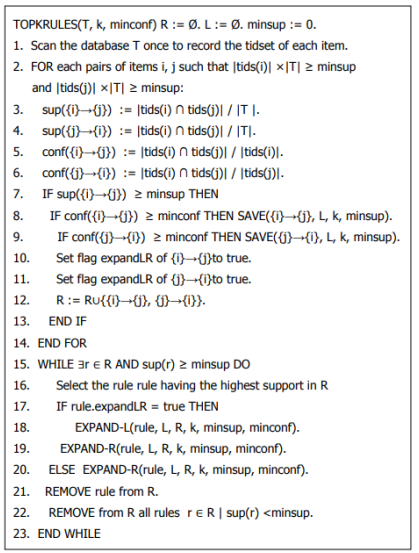 TOPKRULES(T, k, minconf) R := Ø. L := Ø. minsup := 0.
1. Scan the database T once to record the tidset of each item.
2. FOR each pairs of items i, j such that |tids(i)| ×|T| ≥ minsup
and |tids(j)| ×|T| ≥ minsup:
3. sup({i}→{j}) := |tids(i) ∩ tids(j)| / |T |.
4. sup({j}→{i}) := |tids(i) ∩ tids(j)| / |T|.
5. conf({i}→{j}) := |tids(i) ∩ tids(j)| / |tids(i)|.
6. conf({j}→{i}) := |tids(i) ∩ tids(j)| / |tids(j)|.
7. IF sup({i}→{j}) ≥ minsup THEN
8. IF conf({i}→{j}) ≥ minconf THEN SAVE({i}→{j}, L, k, minsup).
9. IF conf({j}→{i}) ≥ minconf THEN SAVE({j}→{i}, L, k, minsup).
10. Set flag expandLR of {i}→{j}to true.
11. Set flag expandLR of {j}→{i}to true.
12. R := R∪{{i}→{j}, {j}→{i}}.
13. END IF
14. END FOR
15. WHILE ∃r ∈ R AND sup(r) ≥ minsup DO
16. Select the rule rule having the highest support in R
17. IF rule.expandLR = true THEN
18. EXPAND-L(rule, L, R, k, minsup, minconf).
19. EXPAND-R(rule, L, R, k, minsup, minconf).
20. ELSE EXPAND-R(rule, L, R, k, minsup, minconf).
21. REMOVE rule from R.
22. REMOVE from R all rules r ∈ R | sup(r) <minsup.
23. END WHILE